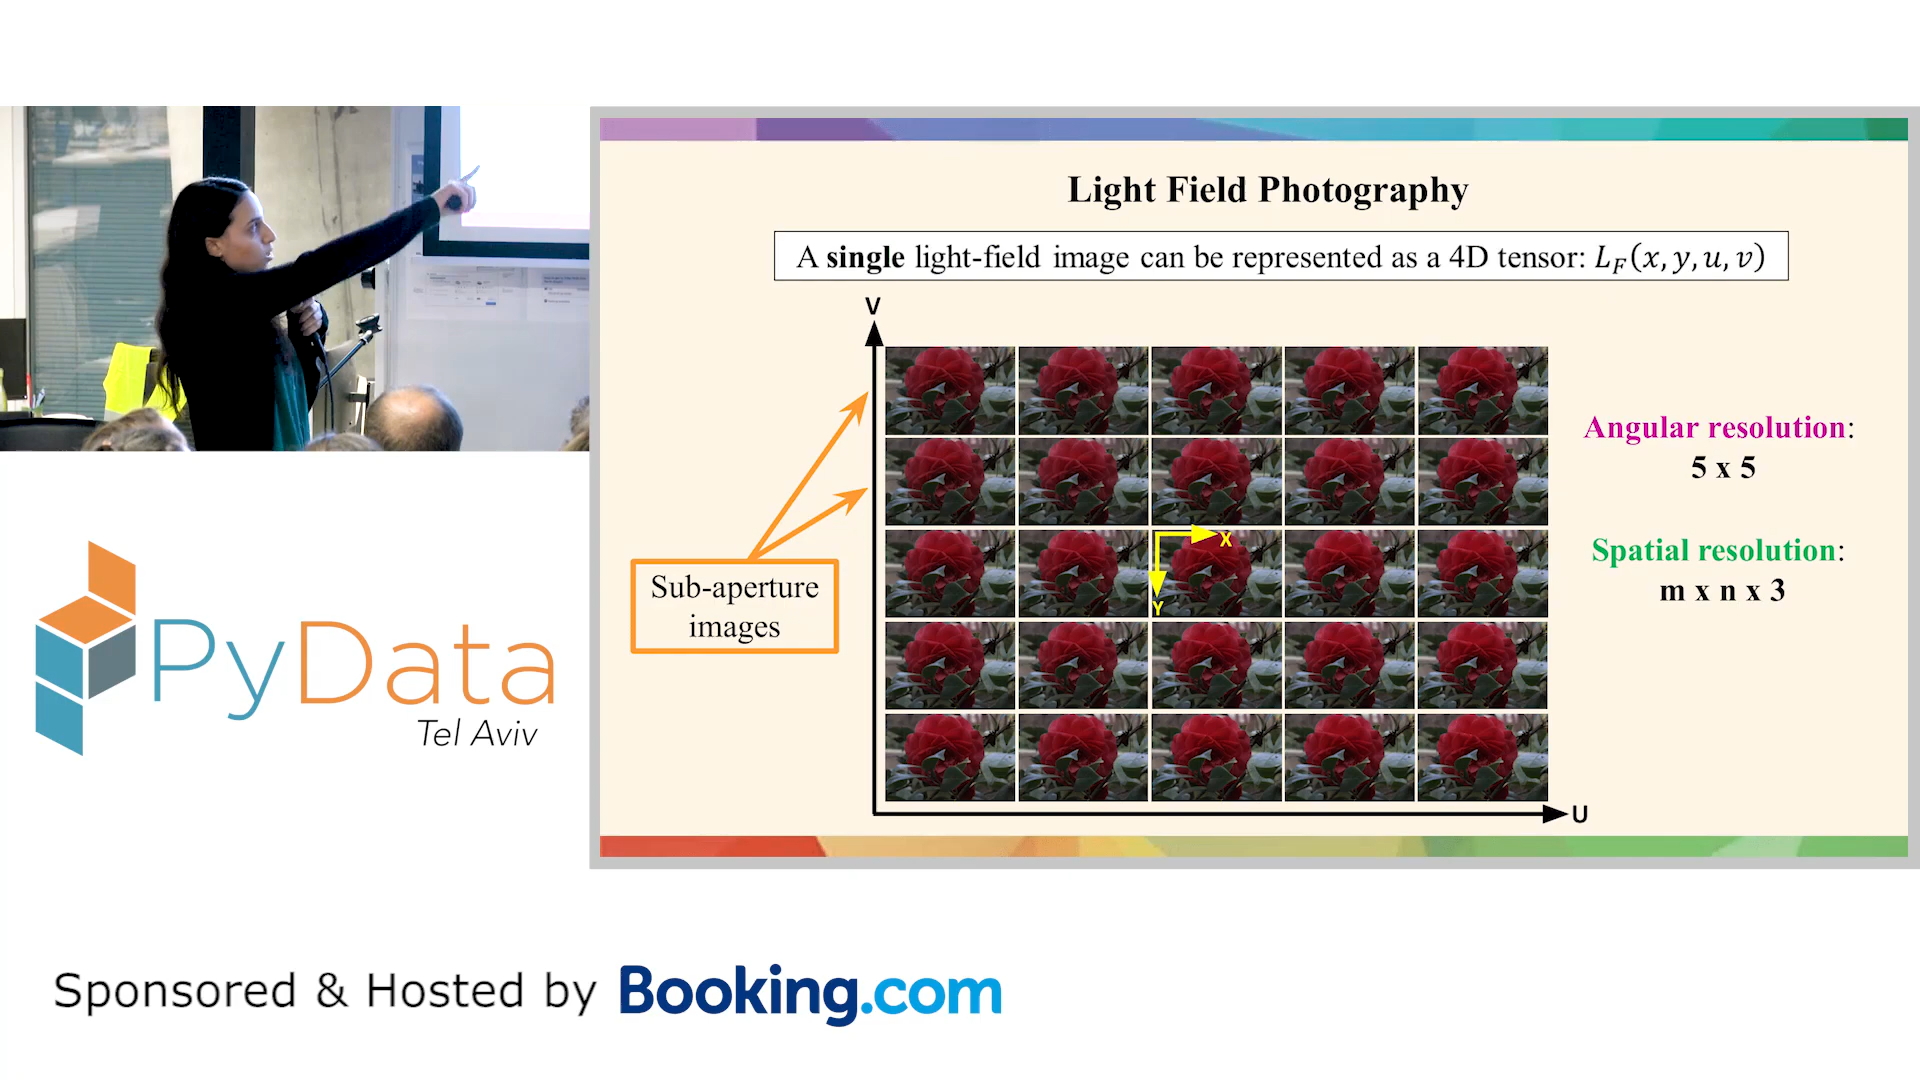 Light Field Photography
A single light-field image can be represented as a 4D tensor: L_F(x, y, u, v)
V
Angular resolution:
5 x 5
X
Spatial resolution:
m x n x 3
Sub-aperture
images
Y
U
PyData
Tel Aviv
Sponsored & Hosted by Booking.com